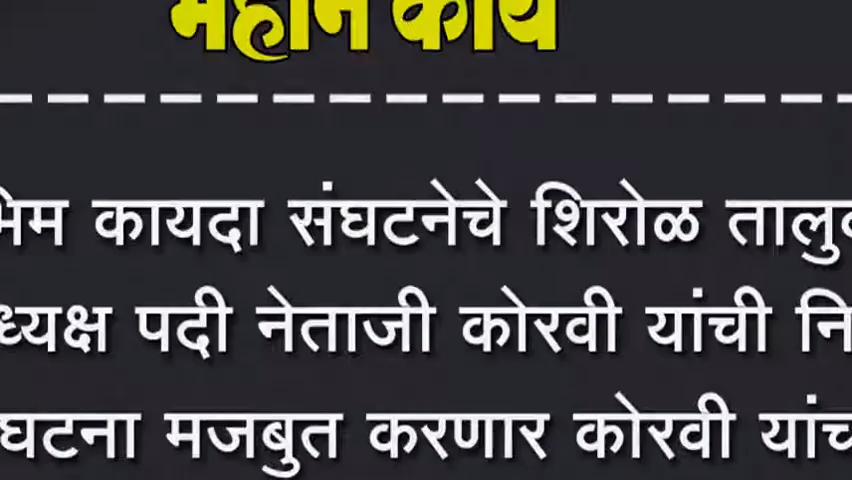 महान कार्य
भिम कायदा संघटनेचे शिरोळ
पदी नेताजी कोरवी यांची
मजबुत करणार कोरवी